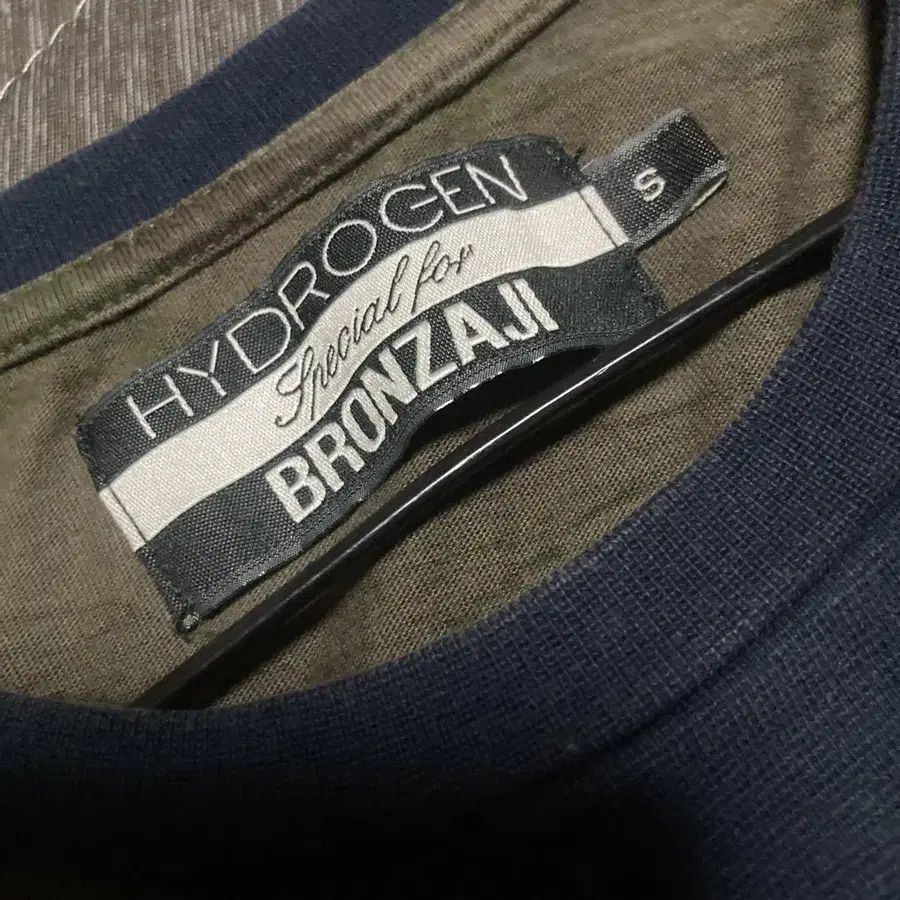 HYDROGEN
Special for
BRONZAJI
S